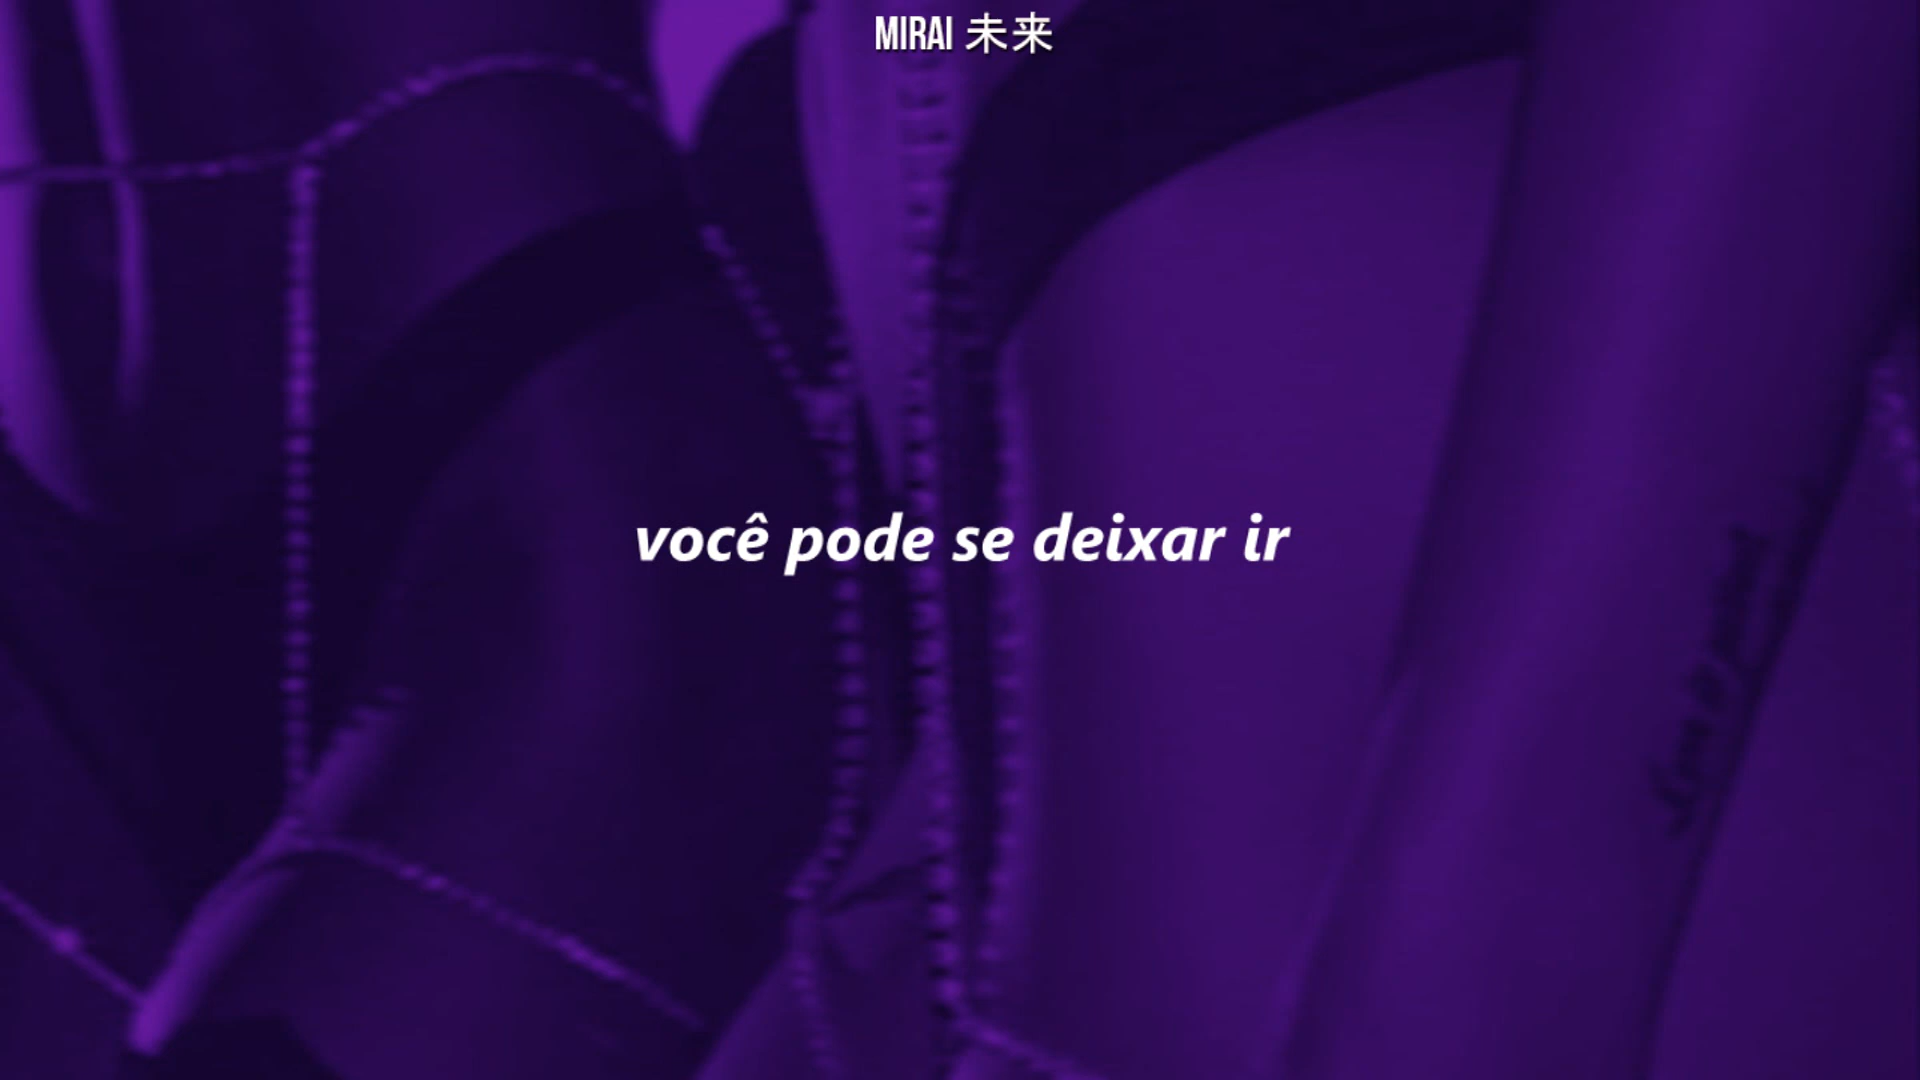 MIRAI 未来
você pode se deixar ir